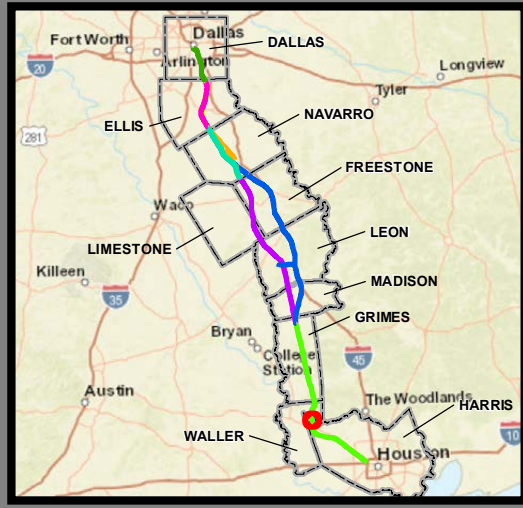 Fort Worth
Dallas
DALLAS
Arlington
20
Longview
Tyler
281
ELLIS
NAVARRO
FREESTONE
Waco
LEON
LIMESTONE
Killeen
MADISON
35
GRIMES
Bryan
College
Station
45
Austin
The Woodlands
HARRIS
WALLER
10
Houston